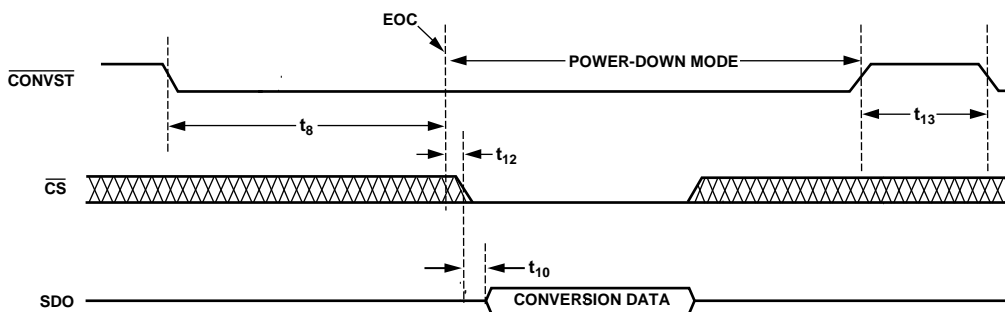 EOC
POWER-DOWN MODE
CONVST
t8
t13
t12
CS
t10
SDO
CONVERSION DATA